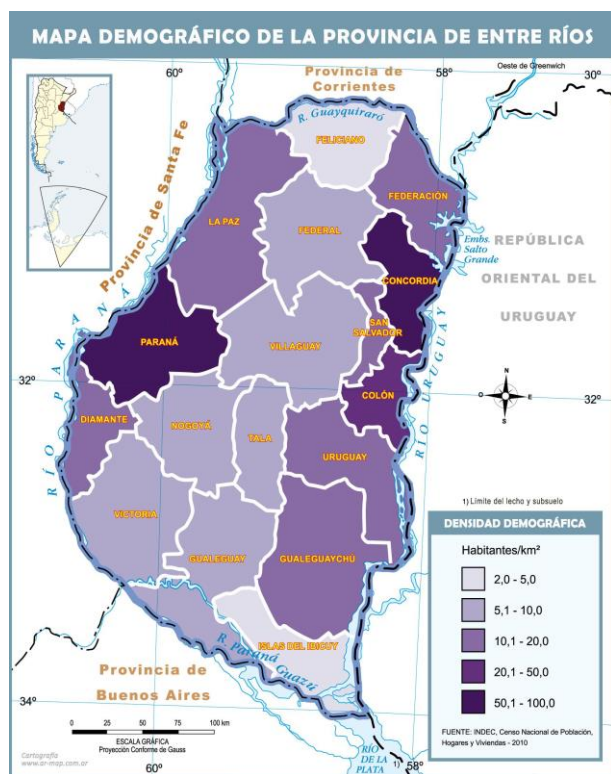 MAPA DEMOGRÁFICO DE LA PROVINCIA DE ENTRE RÍOS
60°
Provincia de
Corrientes
58°
Oeste de Greenwich
30°
R. Guayquiraró
FELICIANO
Provincia de Santa Fe
FEDERACIÓN
LA PAZ
FEDERAL
Embs.
Salto
Grande
REPÚBLICA
ORIENTAL DEL
URUGUAY
CONCORDIA
SAN
SALVADOR
PARANÁ
VILLAGUAY
RÍO PARANÁ
RÍO URUGUAY
32°
32°
N
O
E
S
COLÓN
DIAMANTE
NOGOYÁ
TALA
URUGUAY
1) Límite del lecho y subsuelo
VICTORIA
GUALEGUAY
GUALEGUAYCHÚ
DENSIDAD DEMOGRÁFICA
Habitantes/km²
2,0 - 5,0
5,1 - 10,0
10,1 - 20,0
20,1 - 50,0
50,1 - 100,0
FUENTE: INDEC, Censo Nacional de Población,
Hogares y Viviendas - 2010
ISLAS DEL IBICUY
R. Paraná Guazú
Provincia de
Buenos Aires
34°
34°
0 25 50 75 100 km
ESCALA GRÁFICA
Proyección Conforme de Gauss
Cartografía
www.ar-map.com.ar
RÍO
DE LA
PLATA
1)
60°
58°